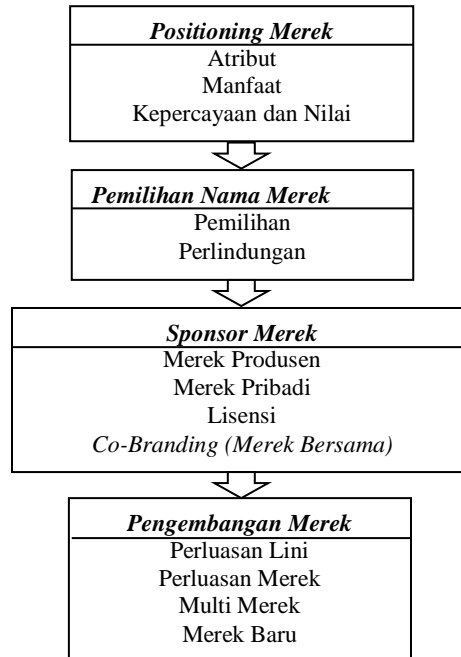 Positioning Merek
Atribut
Manfaat
Kepercayaan dan Nilai
Pemilihan Nama Merek
Pemilihan
Perlindungan
Sponsor Merek
Merek Produsen
Merek Pribadi
Lisensi
Co-Branding (Merek Bersama)
Pengembangan Merek
Perluasan Lini
Perluasan Merek
Multi Merek
Merek Baru